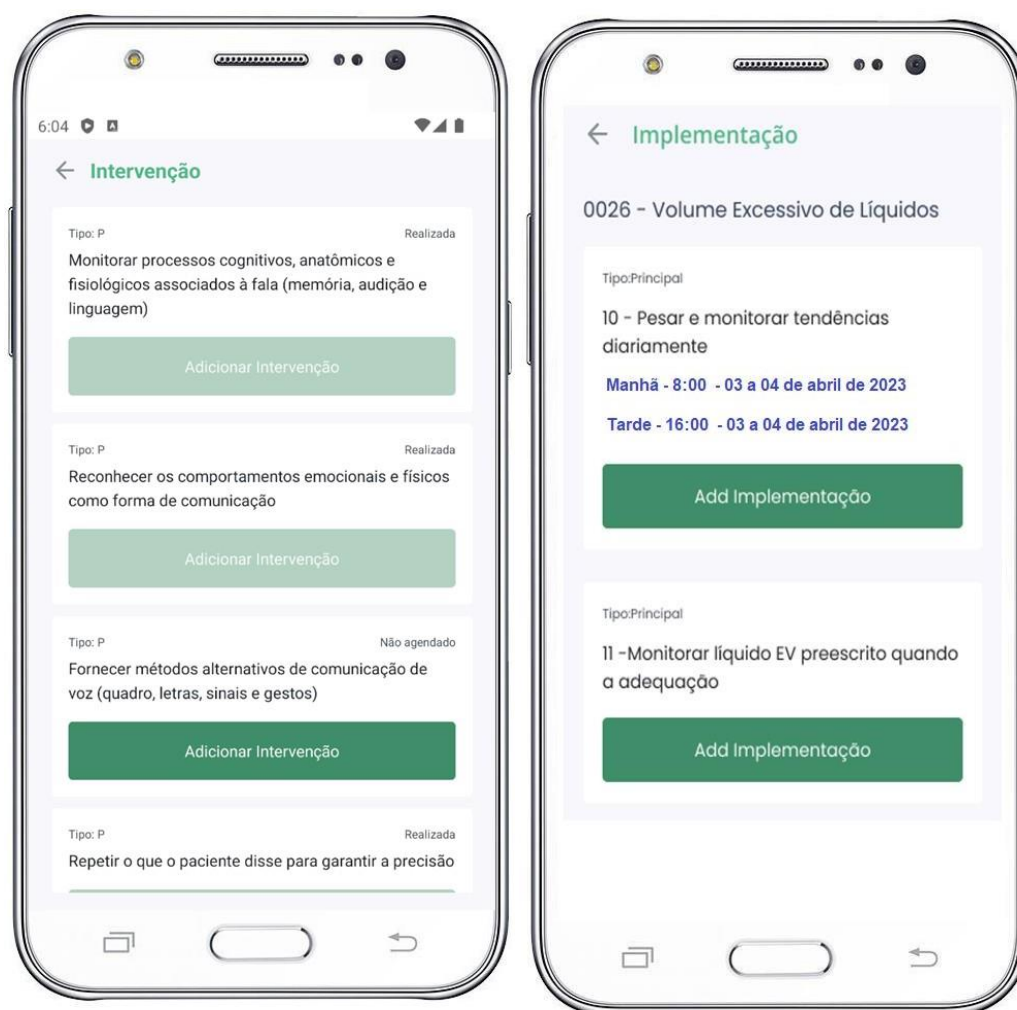 6:04
Intervenção
Tipo: P
Realizada
Monitorar processos cognitivos, anatômicos e
fisiológicos associados à fala (memória, audição e
linguagem)
Adicionar Intervenção
Tipo: P
Realizada
Reconhecer os comportamentos emocionais e físicos
como forma de comunicação
Adicionar Intervenção
Tipo: P
Não agendado
Fornecer métodos alternativos de comunicação de
voz (quadro, letras, sinais e gestos)
Adicionar Intervenção
Tipo: P
Realizada
Repetir o que o paciente disse para garantir a precisão
Implementação
0026 - Volume Excessivo de Líquidos
Tipo:Principal
10 - Pesar e monitorar tendências
diariamente
Manhã - 8:00 - 03 a 04 de abril de 2023
Tarde - 16:00 - 03 a 04 de abril de 2023
Add Implementação
Tipo:Principal
11 -Monitorar líquido EV preescrito quando
a adequação
Add Implementação